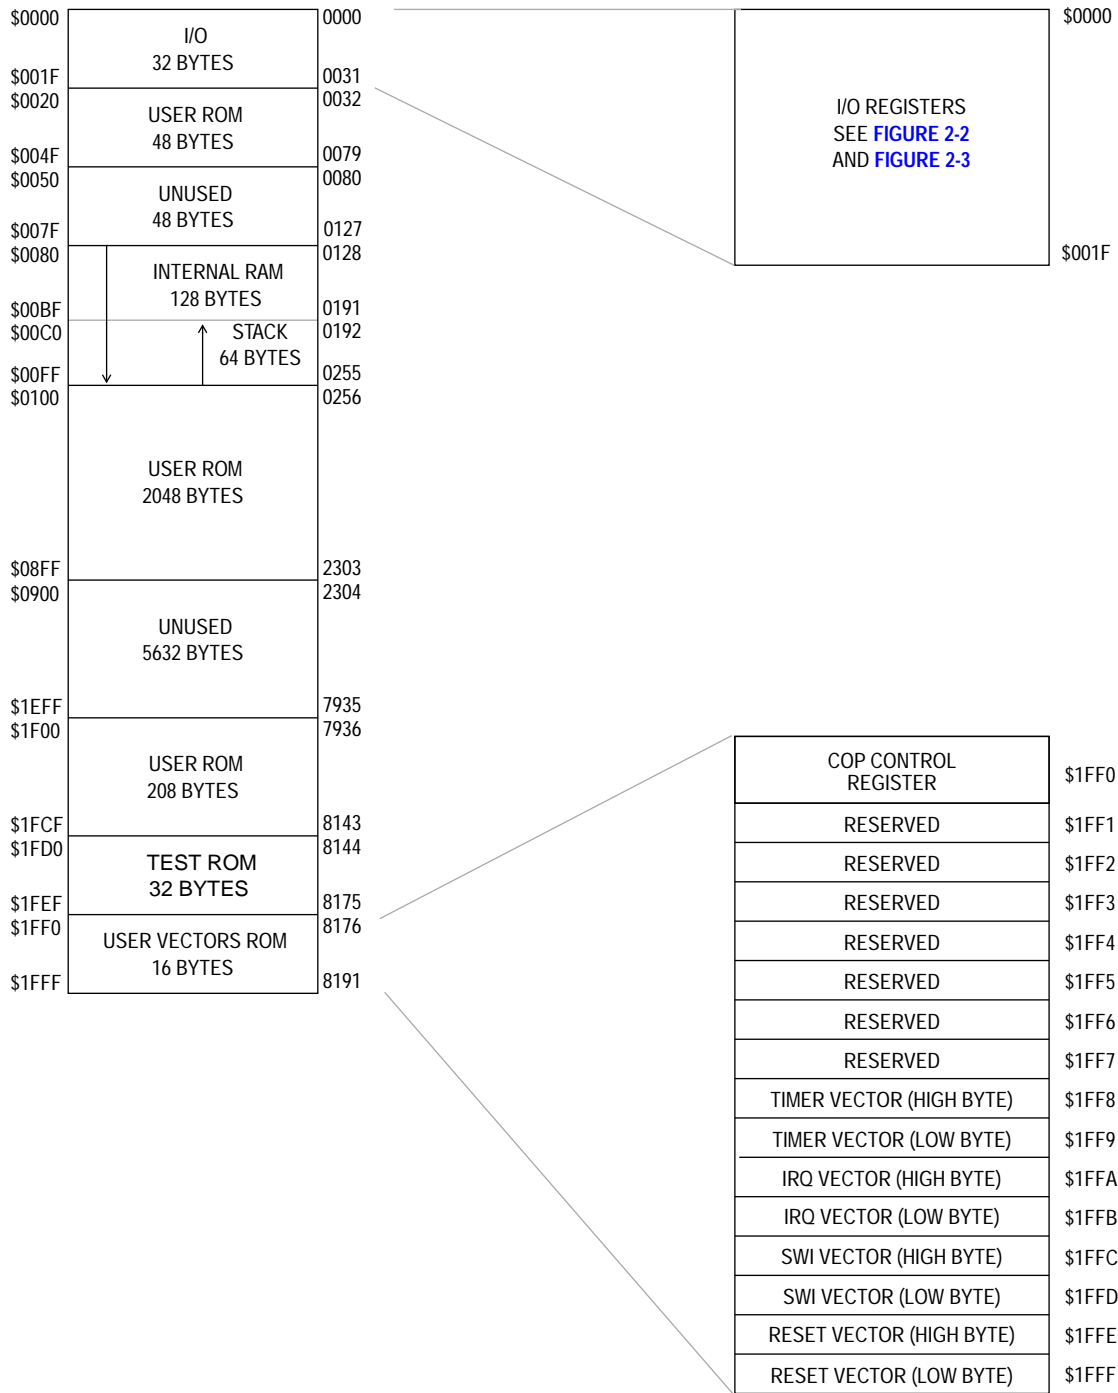 $0000 0000
I/O
32 BYTES
$001F 0031
$0020 0032
USER ROM
48 BYTES
$004F 0079
$0050 0080
UNUSED
48 BYTES
$007F 0127
$0080 0128
INTERNAL RAM
128 BYTES
$00BF 0191
$00C0 STACK 0192
64 BYTES
$00FF 0255
$0100 0256
USER ROM
2048 BYTES
$08FF 2303
$0900 2304
UNUSED
5632 BYTES
$1EFF 7935
$1F00 7936
USER ROM
208 BYTES
$1FCF 8143
$1FD0 8144
TEST ROM
32 BYTES
$1FEF 8175
$1FF0 8176
USER VECTORS ROM
16 BYTES
$1FFF 8191
$0000
I/O REGISTERS
SEE FIGURE 2-2
AND FIGURE 2-3
$001F
COP CONTROL
REGISTER $1FF0
RESERVED $1FF1
RESERVED $1FF2
RESERVED $1FF3
RESERVED $1FF4
RESERVED $1FF5
RESERVED $1FF6
RESERVED $1FF7
TIMER VECTOR (HIGH BYTE) $1FF8
TIMER VECTOR (LOW BYTE) $1FF9
IRQ VECTOR (HIGH BYTE) $1FFA
IRQ VECTOR (LOW BYTE) $1FFB
SWI VECTOR (HIGH BYTE) $1FFC
SWI VECTOR (LOW BYTE) $1FFD
RESET VECTOR (HIGH BYTE) $1FFE
RESET VECTOR (LOW BYTE) $1FFF